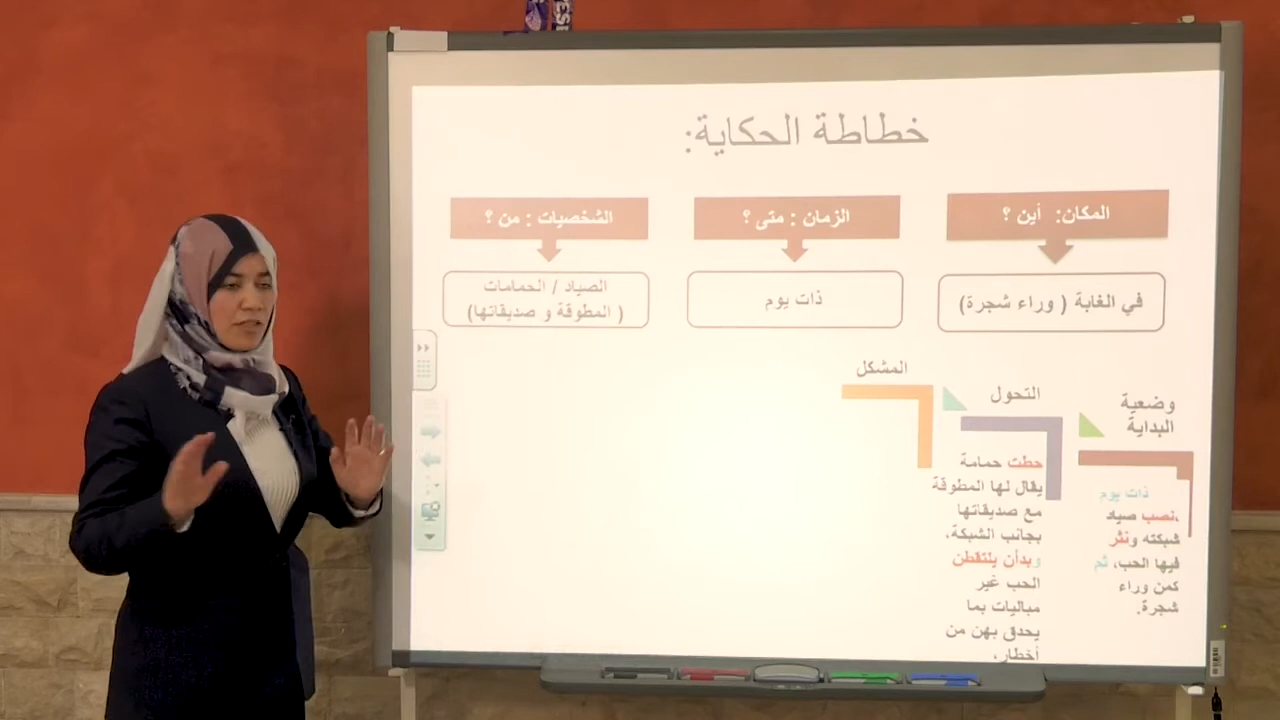 خطاطة الحكاية:
المكان: أين ؟
الزمان : متى ؟
الشخصيات : من ؟
في الغابة ( وراء شجرة)
ذات يوم
الصياد / الحمامات
( المطوقة و صديقاتها)
وضعية
البداية
ذات يوم
،نصب صياد
شبكته ونثر
فيها الحب، ثم
كمن وراء
شجرة.
التحول
حطت حمامة
يقال لها المطوقة
مع صديقاتها
بجانب الشبكة،
وبدأن يلتقطن
الحب غير
مباليات بما
يحدق بهن من
أخطار،
المشكل